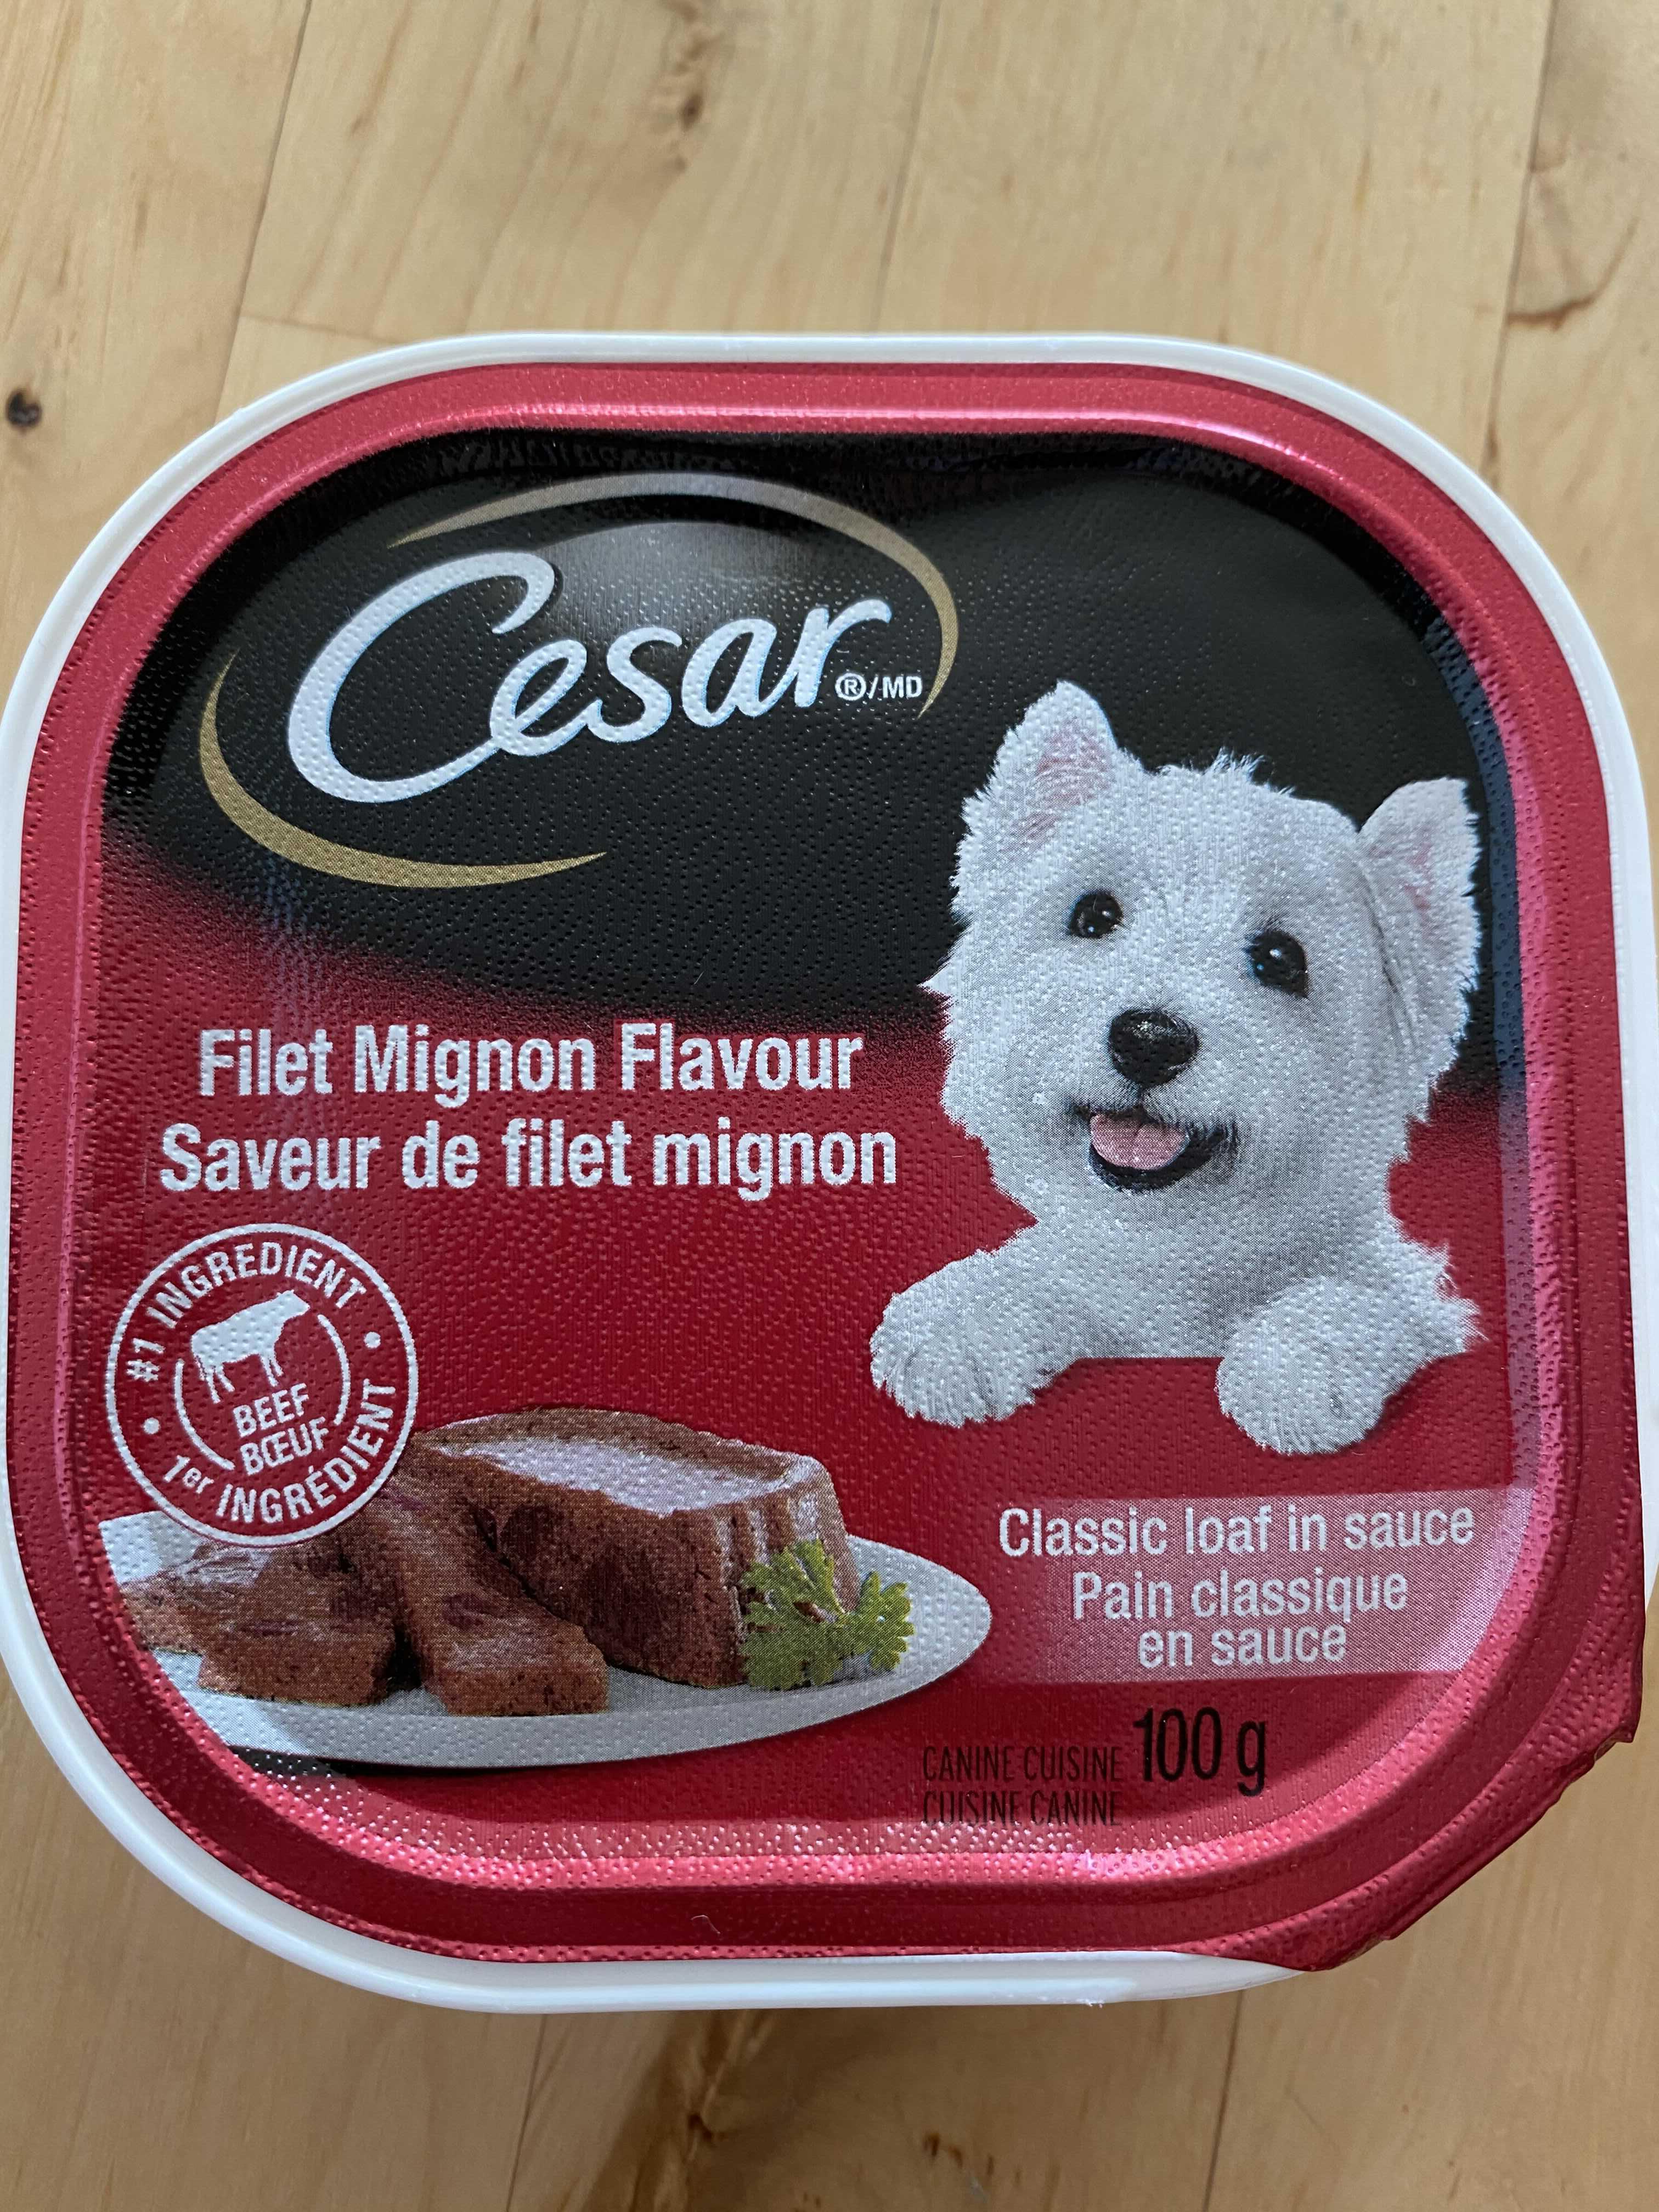 Cesar®/MD
Filet Mignon Flavour
Saveur de filet mignon
#1 INGREDIENT
BEEF
BŒUF
1er INGRÉDIENT
Classic loaf in sauce
Pain classique
en sauce
CANINE CUISINE 100 g
CUISINE CANINE